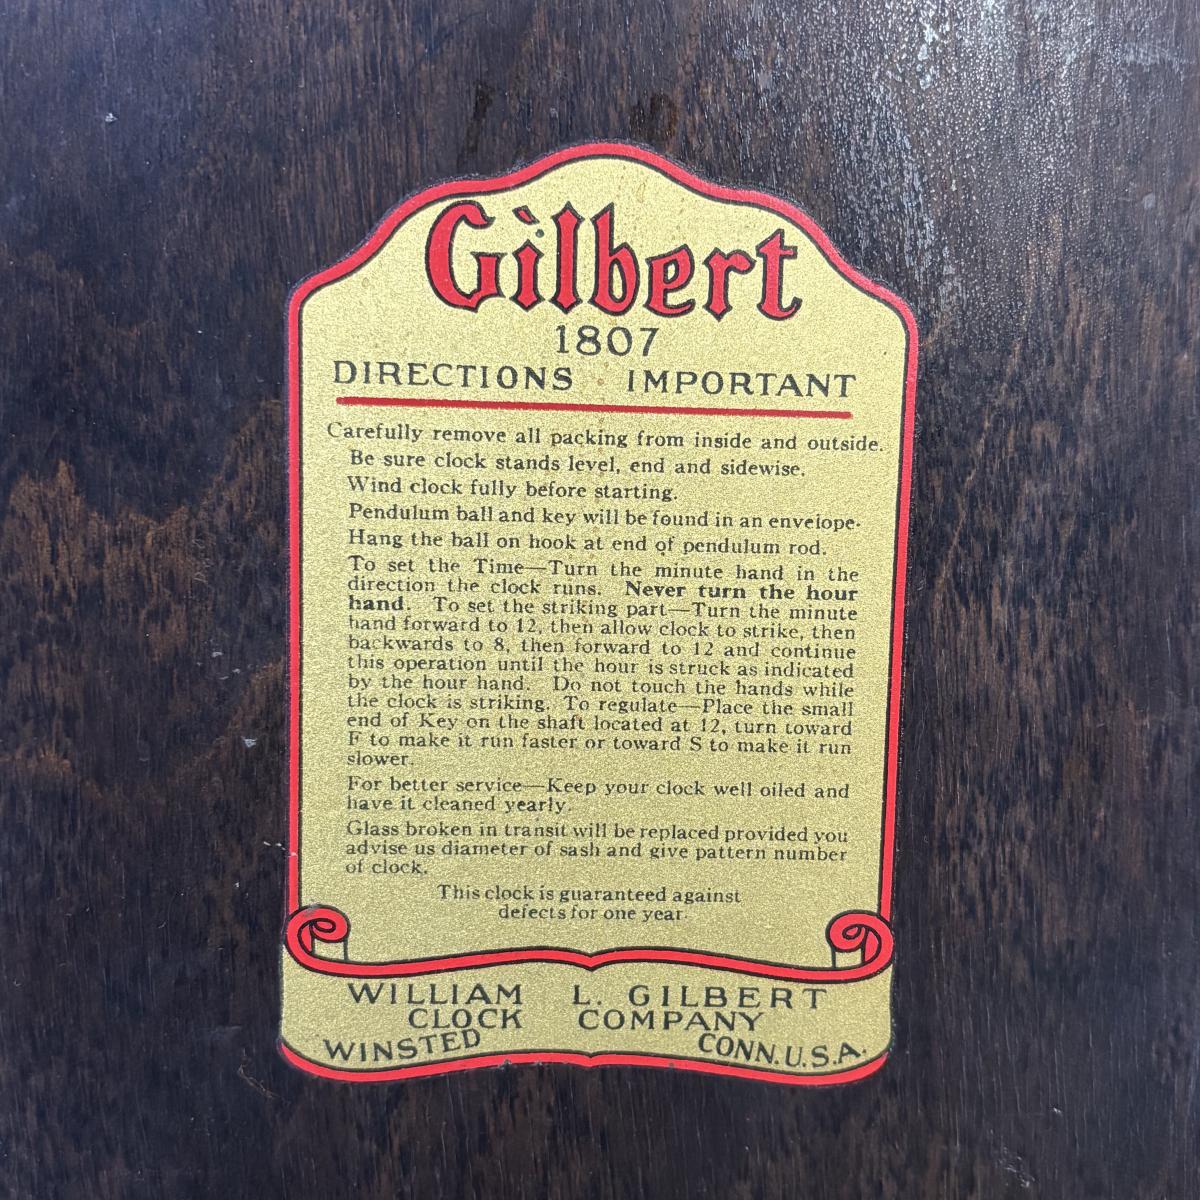 Gilbert
1807
DIRECTIONS IMPORTANT
Carefully remove all packing from inside and outside.
Be sure clock stands level, end and sidewise.
Wind clock fully before starting.
Pendulum ball and key will be found in an envelope.
Hang the ball on hook at end of pendulum rod.
To set the Time—Turn the minute hand in the
direction the clock runs. Never turn the hour
hand. To set the striking part—Turn the minute
hand forward to 12, then allow clock to strike, then
backwards to 8, then forward to 12 and continue
this operation until the hour is struck as indicated
by the hour hand. Do not touch the hands while
the clock is striking. To regulate—Place the small
end of Key on the shaft located at 12, turn toward
F to make it run faster or toward S to make it run
slower.
For better service—Keep your clock well oiled and
have it cleaned yearly.
Glass broken in transit will be replaced provided you
advise us diameter of sash and give pattern number
of clock.
This clock is guaranteed against
defects for one year.
WILLIAM L. GILBERT
CLOCK COMPANY
WINSTED CONN. U.S.A.